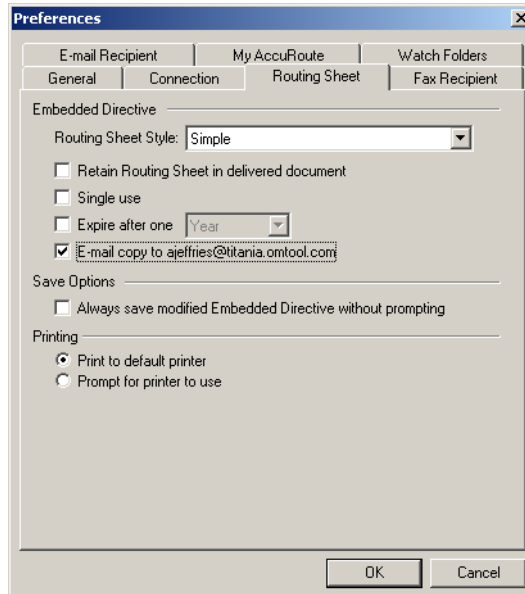 Preferences
E-mail Recipient My AccuRoute Watch Folders
General Connection Routing Sheet Fax Recipient
Embedded Directive
Routing Sheet Style: Simple
Retain Routing Sheet in delivered document
Single use
Expire after one Year
E-mail copy to ajeffries@titania.omtool.com
Save Options
Always save modified Embedded Directive without prompting
Printing
Print to default printer
Prompt for printer to use
OK Cancel